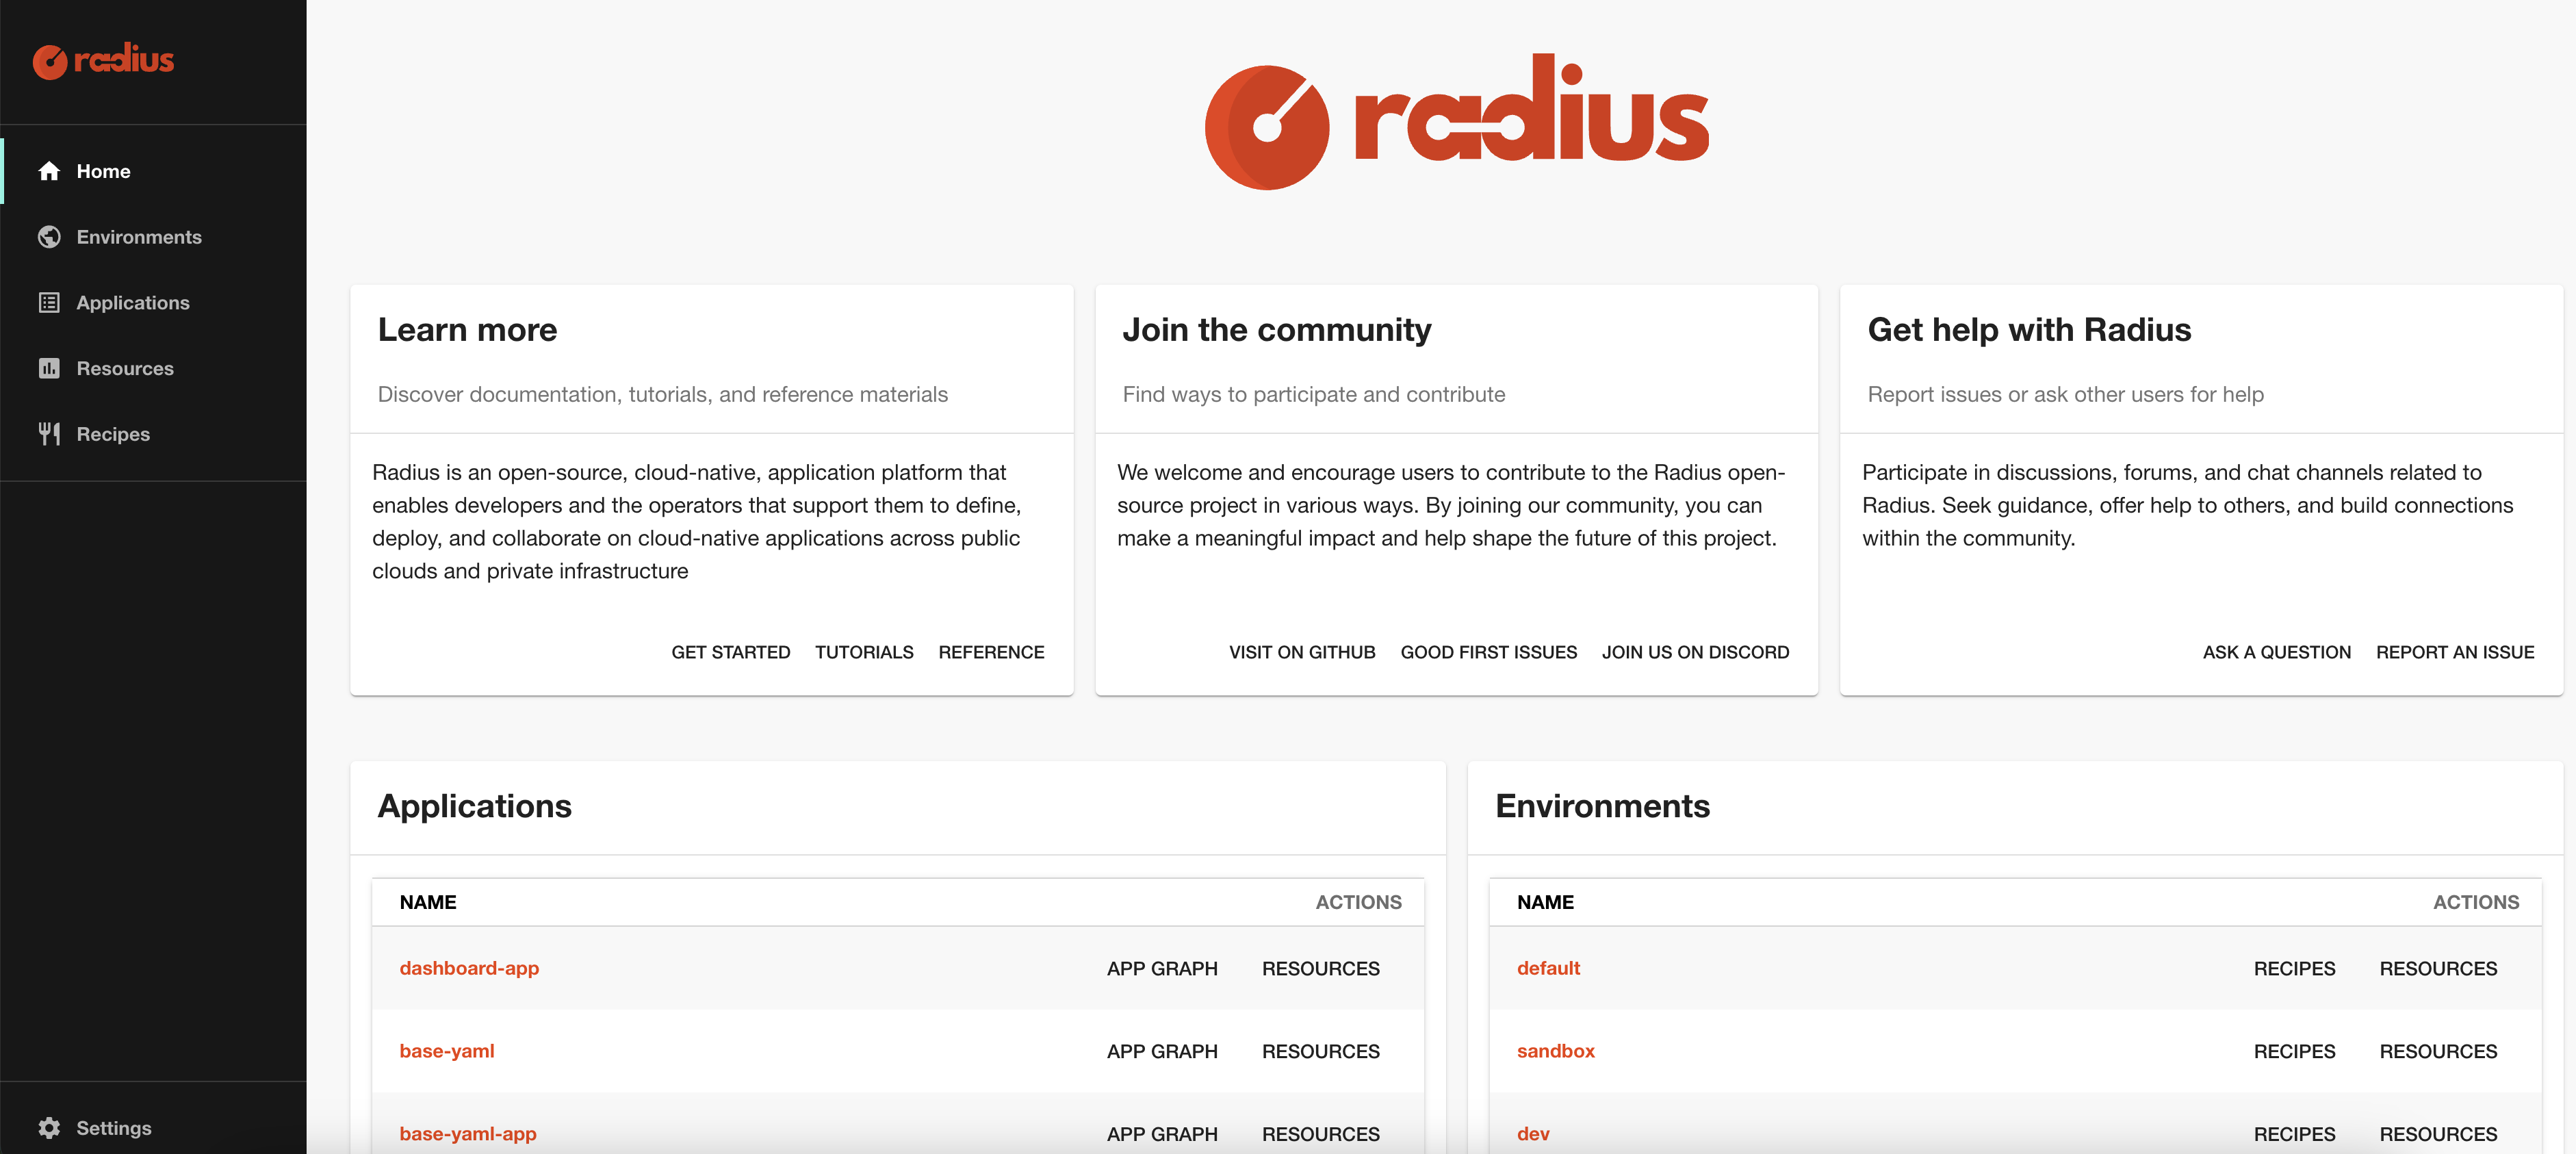 radius
Home
Environments
Applications
Resources
Recipes
Settings
radius
Learn more
Discover documentation, tutorials, and reference materials
Radius is an open-source, cloud-native, application platform that
enables developers and the operators that support them to define,
deploy, and collaborate on cloud-native applications across public
clouds and private infrastructure
GET STARTED TUTORIALS REFERENCE
Join the community
Find ways to participate and contribute
We welcome and encourage users to contribute to the Radius open-
source project in various ways. By joining our community, you can
make a meaningful impact and help shape the future of this project.
VISIT ON GITHUB GOOD FIRST ISSUES JOIN US ON DISCORD
Get help with Radius
Report issues or ask other users for help
Participate in discussions, forums, and chat channels related to
Radius. Seek guidance, offer help to others, and build connections
within the community.
ASK A QUESTION REPORT AN ISSUE
Applications
NAME ACTIONS
dashboard-app APP GRAPH RESOURCES
base-yaml APP GRAPH RESOURCES
base-yaml-app APP GRAPH RESOURCES
Environments
NAME ACTIONS
default RECIPES RESOURCES
sandbox RECIPES RESOURCES
dev RECIPES RESOURCES